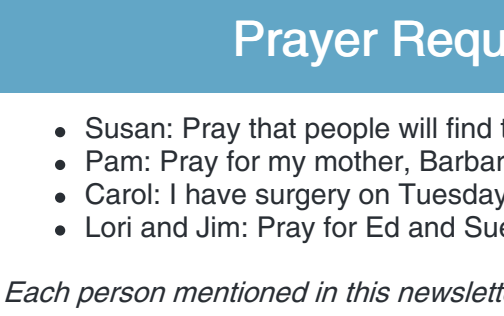 Prayer Requ
• Susan: Pray that people will find
• Pam: Pray for my mother, Barbar
• Carol: I have surgery on Tuesday
• Lori and Jim: Pray for Ed and Sue
Each person mentioned in this newslett